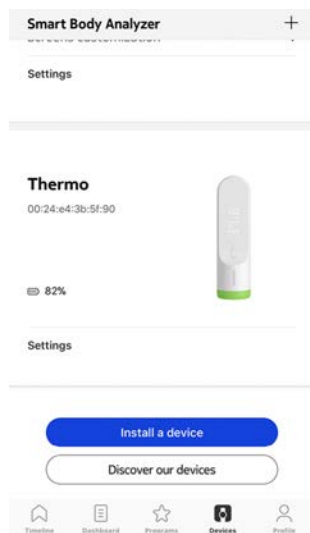 Smart Body Analyzer
Settings
Thermo
00:24:e4:3b:5f:90
82%
Settings
Install a device
Discover our devices
Timeline Dashboard Programs Devices Profile